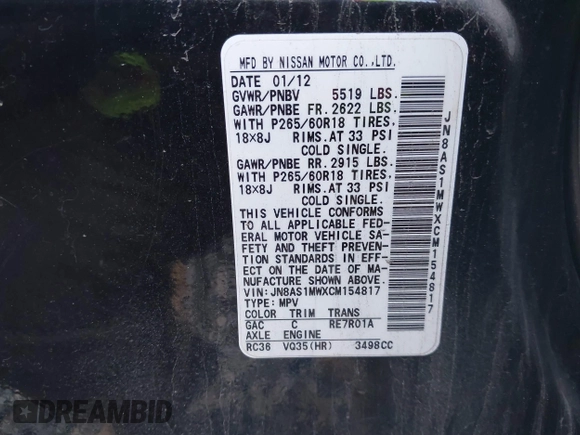 MFD BY NISSAN MOTOR CO.,LTD.
DATE 01/12
GVWR/PNBV 5519 LBS.
GAWR/PNBE FR. 2622 LBS.
WITH P265/60R18 TIRES.
18×8J RIMS.AT 33 PSI
COLD SINGLE.
GAWR/PNBE RR. 2915 LBS.
WITH P265/60R18 TIRES.
18×8J RIMS.AT 33 PSI
COLD SINGLE.
THIS VEHICLE CONFORMS
TO ALL APPLICABLE FED-
ERAL MOTOR VEHICLE SA-
FETY AND THEFT PREVEN-
TION STANDARDS IN EFF-
ECT ON THE DATE OF MA-
NUFACTURE SHOWN ABOVE.
VIN:JN8AS1MWXCM154817
TYPE:MPV
COLOR TRIM TRANS
GAC C RE7R01A
AXLE ENGINE
RC36 VQ35(HR) 3498CC
JN8AS1MWXCM154817
DREAMBID